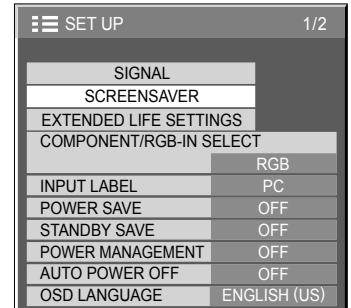 SET UP 1/2
SIGNAL
SCREENSAVER
EXTENDED LIFE SETTINGS
COMPONENT/RGB-IN SELECT
RGB
INPUT LABEL PC
POWER SAVE OFF
STANDBY SAVE OFF
POWER MANAGEMENT OFF
AUTO POWER OFF OFF
OSD LANGUAGE ENGLISH (US)